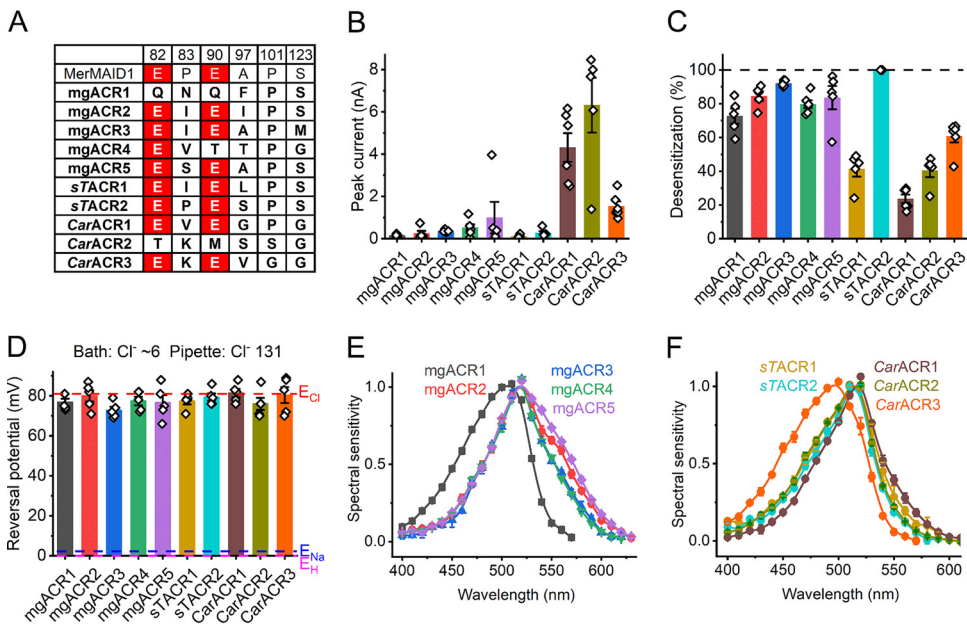 A
82 83 90 97 101 123
MerMAID1 E P E A P S
mgACR1 Q N Q F P S
mgACR2 E I E I P S
mgACR3 E I E A P M
mgACR4 E V T T P G
mgACR5 E S E A P S
sTACR1 E I E L P S
sTACR2 E P E S P S
CarACR1 E V E G P G
CarACR2 T K M S S G
CarACR3 E K E V G G
B
Peak current (nA)
8
6
4
2
0
mgACR1
mgACR2
mgACR3
mgACR4
mgACR5
sTACR1
sTACR2
CarACR1
CarACR2
CarACR3
C
Desensitization (%)
100
80
60
40
20
0
mgACR1
mgACR2
mgACR3
mgACR4
mgACR5
sTACR1
sTACR2
CarACR1
CarACR2
CarACR3
D
Bath: Cl⁻ ~6 Pipette: Cl⁻ 131
Reversal potential (mV)
80
60
40
20
0
E_Cl
E_Na
E_H
mgACR1
mgACR2
mgACR3
mgACR4
mgACR5
sTACR1
sTACR2
CarACR1
CarACR2
CarACR3
E
mgACR1
mgACR2
mgACR3
mgACR4
mgACR5
Spectral sensitivity
1.0
0.5
0.0
400 450 500 550 600
Wavelength (nm)
F
sTACR1
sTACR2
CarACR1
CarACR2
CarACR3
Spectral sensitivity
1.0
0.5
0.0
400 450 500 550 600
Wavelength (nm)